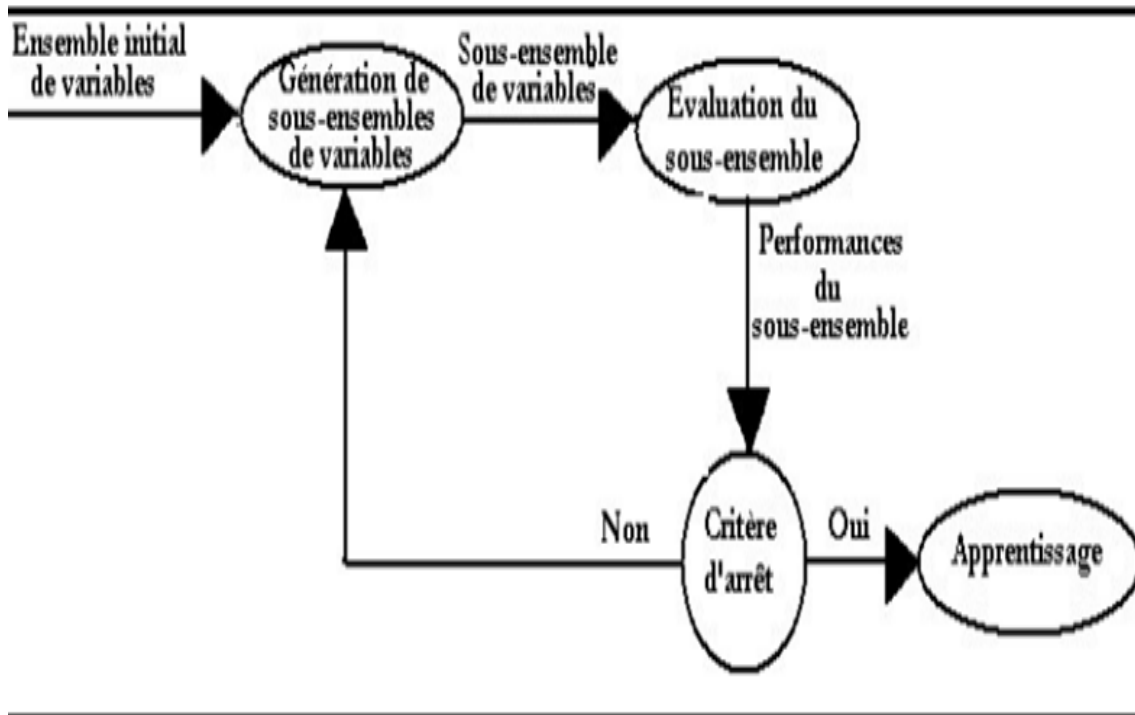 Ensemble initial
de variables
Génération de
sous-ensembles
de variables
Sous-ensemble
de variables
Evaluation du
sous-ensemble
Performances
du
sous-ensemble
Non
Critère
d'arrêt
Oui
Apprentissage